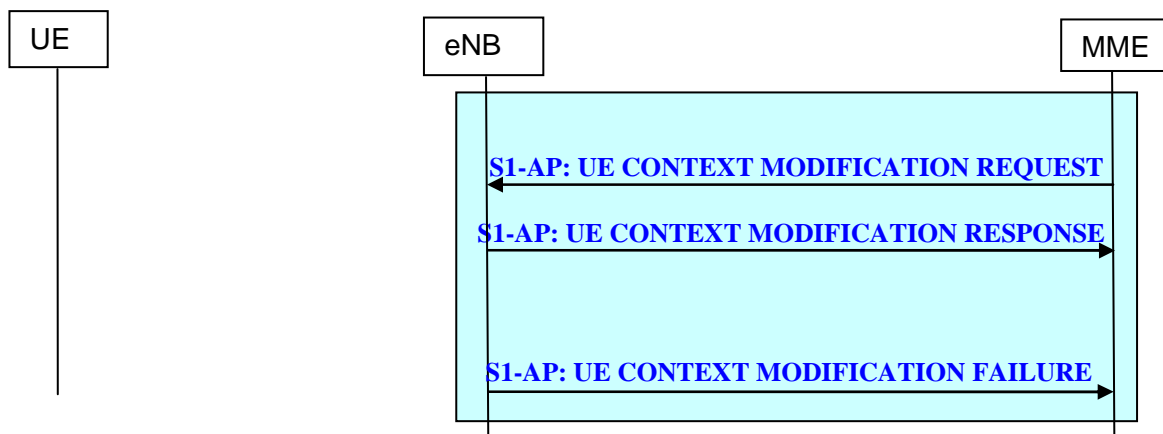 UE
eNB
MME
S1-AP: UE CONTEXT MODIFICATION REQUEST
S1-AP: UE CONTEXT MODIFICATION RESPONSE
S1-AP: UE CONTEXT MODIFICATION FAILURE